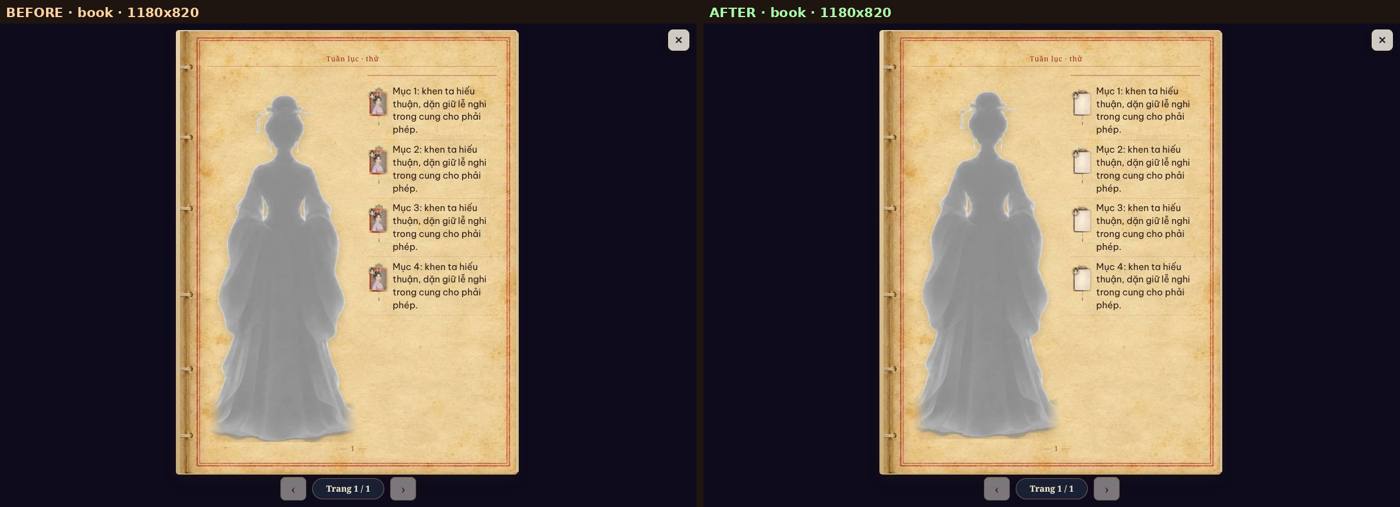 BEFORE · book · 1180x820
×
Tuần lục · thử
Mục 1: khen ta hiếu
thuận, dặn giữ lễ nghi
trong cung cho phải
phép.
Mục 2: khen ta hiếu
thuận, dặn giữ lễ nghi
trong cung cho phải
phép.
Mục 3: khen ta hiếu
thuận, dặn giữ lễ nghi
trong cung cho phải
phép.
Mục 4: khen ta hiếu
thuận, dặn giữ lễ nghi
trong cung cho phải
phép.
— 1 —
‹ Trang 1 / 1 ›
AFTER · book · 1180x820
×
Tuần lục · thử
Mục 1: khen ta hiếu
thuận, dặn giữ lễ nghi
trong cung cho phải
phép.
Mục 2: khen ta hiếu
thuận, dặn giữ lễ nghi
trong cung cho phải
phép.
Mục 3: khen ta hiếu
thuận, dặn giữ lễ nghi
trong cung cho phải
phép.
Mục 4: khen ta hiếu
thuận, dặn giữ lễ nghi
trong cung cho phải
phép.
— 1 —
‹ Trang 1 / 1 ›